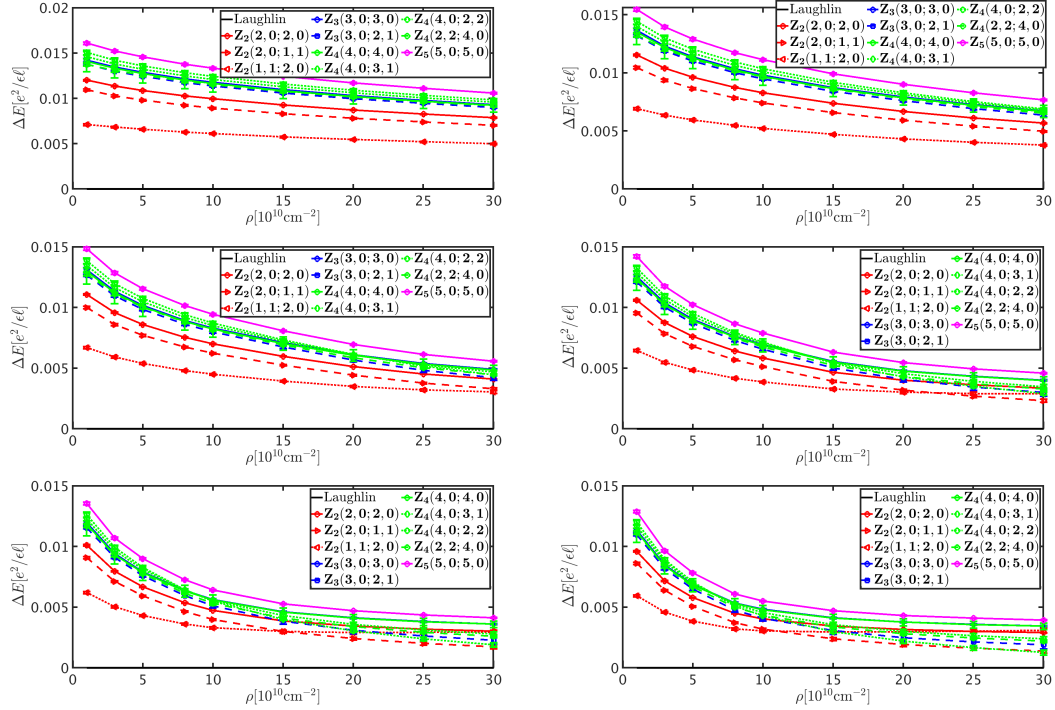 0.02
0.015
0.01
0.005
0
ΔE[e²/ϵℓ]
Laughlin
Z₂(2,0;2,0)
Z₂(2,0;1,1)
Z₂(1,1;2,0)
Z₃(3,0;3,0)
Z₃(3,0;2,1)
Z₄(4,0;4,0)
Z₄(4,0;3,1)
Z₄(4,0;2,2)
Z₄(2,2;4,0)
Z₅(5,0;5,0)
0 5 10 15 20 25 30
ρ[10¹⁰cm⁻²]
0.015
0.01
0.005
0
ΔE[e²/ϵℓ]
Laughlin
Z₂(2,0;2,0)
Z₂(2,0;1,1)
Z₂(1,1;2,0)
Z₃(3,0;3,0)
Z₃(3,0;2,1)
Z₄(4,0;4,0)
Z₄(4,0;3,1)
Z₄(4,0;2,2)
Z₄(2,2;4,0)
Z₅(5,0;5,0)
0 5 10 15 20 25 30
ρ[10¹⁰cm⁻²]
0.015
0.01
0.005
0
ΔE[e²/ϵℓ]
Laughlin
Z₂(2,0;2,0)
Z₂(2,0;1,1)
Z₂(1,1;2,0)
Z₃(3,0;3,0)
Z₃(3,0;2,1)
Z₄(4,0;4,0)
Z₄(4,0;3,1)
Z₄(4,0;2,2)
Z₄(2,2;4,0)
Z₅(5,0;5,0)
0 5 10 15 20 25 30
ρ[10¹⁰cm⁻²]
0.015
0.01
0.005
0
ΔE[e²/ϵℓ]
Laughlin
Z₂(2,0;2,0)
Z₂(2,0;1,1)
Z₂(1,1;2,0)
Z₃(3,0;3,0)
Z₃(3,0;2,1)
Z₄(4,0;4,0)
Z₄(4,0;3,1)
Z₄(4,0;2,2)
Z₄(2,2;4,0)
Z₅(5,0;5,0)
0 5 10 15 20 25 30
ρ[10¹⁰cm⁻²]
0.015
0.01
0.005
0
ΔE[e²/ϵℓ]
Laughlin
Z₂(2,0;2,0)
Z₂(2,0;1,1)
Z₂(1,1;2,0)
Z₃(3,0;3,0)
Z₃(3,0;2,1)
Z₄(4,0;4,0)
Z₄(4,0;3,1)
Z₄(4,0;2,2)
Z₄(2,2;4,0)
Z₅(5,0;5,0)
0 5 10 15 20 25 30
ρ[10¹⁰cm⁻²]
0.015
0.01
0.005
0
ΔE[e²/ϵℓ]
Laughlin
Z₂(2,0;2,0)
Z₂(2,0;1,1)
Z₂(1,1;2,0)
Z₃(3,0;3,0)
Z₃(3,0;2,1)
Z₄(4,0;4,0)
Z₄(4,0;3,1)
Z₄(4,0;2,2)
Z₄(2,2;4,0)
Z₅(5,0;5,0)
0 5 10 15 20 25 30
ρ[10¹⁰cm⁻²]